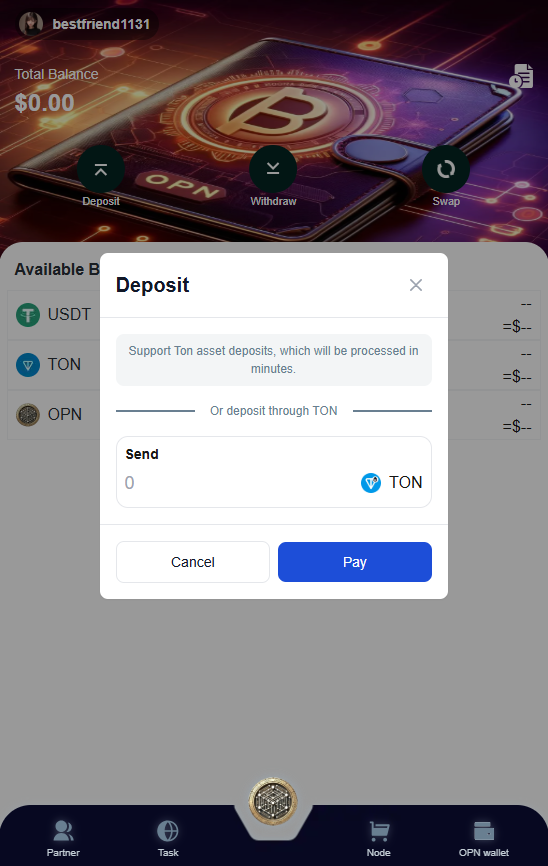 bestfriend1131
Total Balance
$0.00
OPN
Deposit
Withdraw
Swap
Available B
USDT
--
=$--
TON
--
=$--
OPN
--
=$--
Deposit
Support Ton asset deposits, which will be processed in
minutes.
Or deposit through TON
Send
0
TON
Cancel
Pay
Partner
Task
Node
OPN wallet